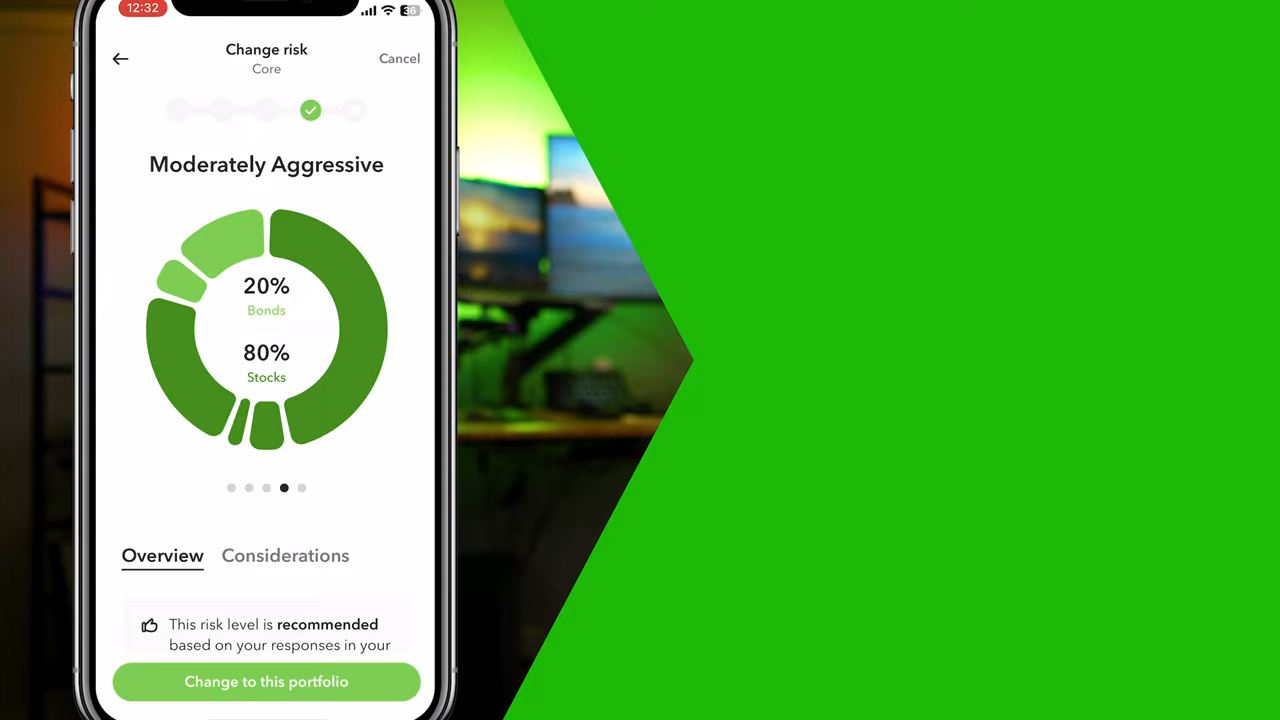 12:32
36
Change risk
Cancel
Core
Moderately Aggressive
20%
Bonds
80%
Stocks
Overview
Considerations
This risk level is recommended
based on your responses in your
Change to this portfolio